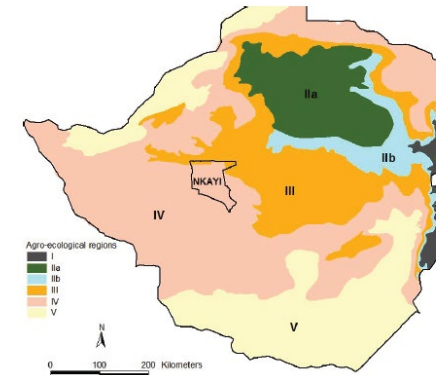 IIa
IIb
NKAYI
III
IV
Agro-ecological regions
I
IIa
IIb
III
IV
V
V
N
0 100 200 Kilometers